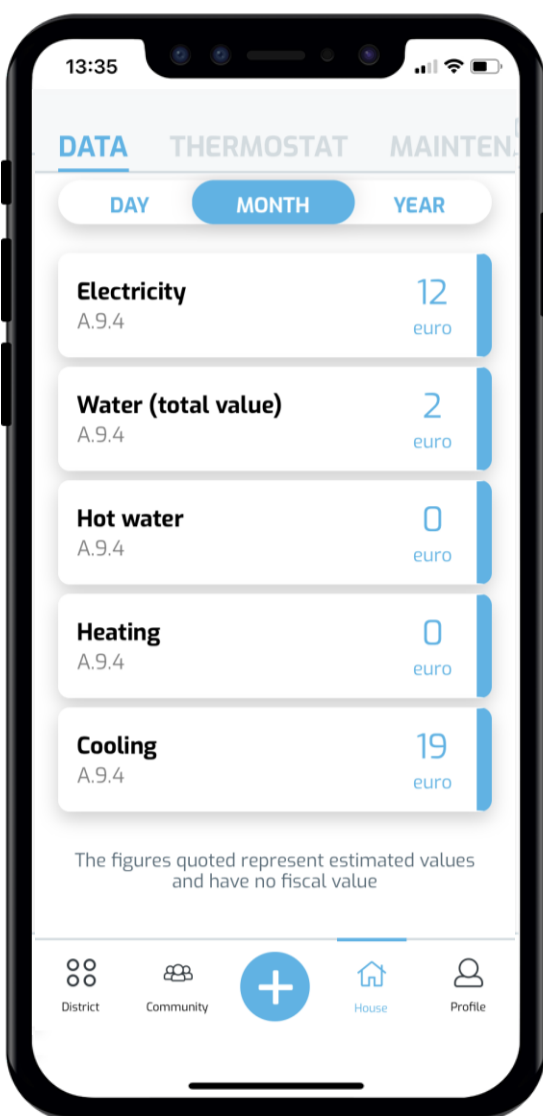 13:35
DATA THERMOSTAT MAINTEN
DAY MONTH YEAR
Electricity
A.9.4
12
euro
Water (total value)
A.9.4
2
euro
Hot water
A.9.4
0
euro
Heating
A.9.4
0
euro
Cooling
A.9.4
19
euro
The figures quoted represent estimated values
and have no fiscal value
District Community House Profile